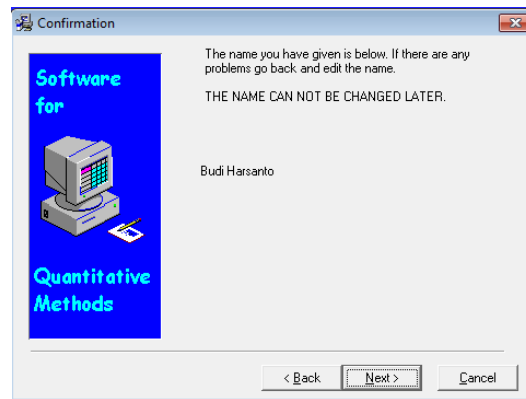 Confirmation
The name you have given is below. If there are any
problems go back and edit the name.
THE NAME CAN NOT BE CHANGED LATER.
Budi Harsanto
Software
for
Quantitative
Methods
< Back
Next >
Cancel